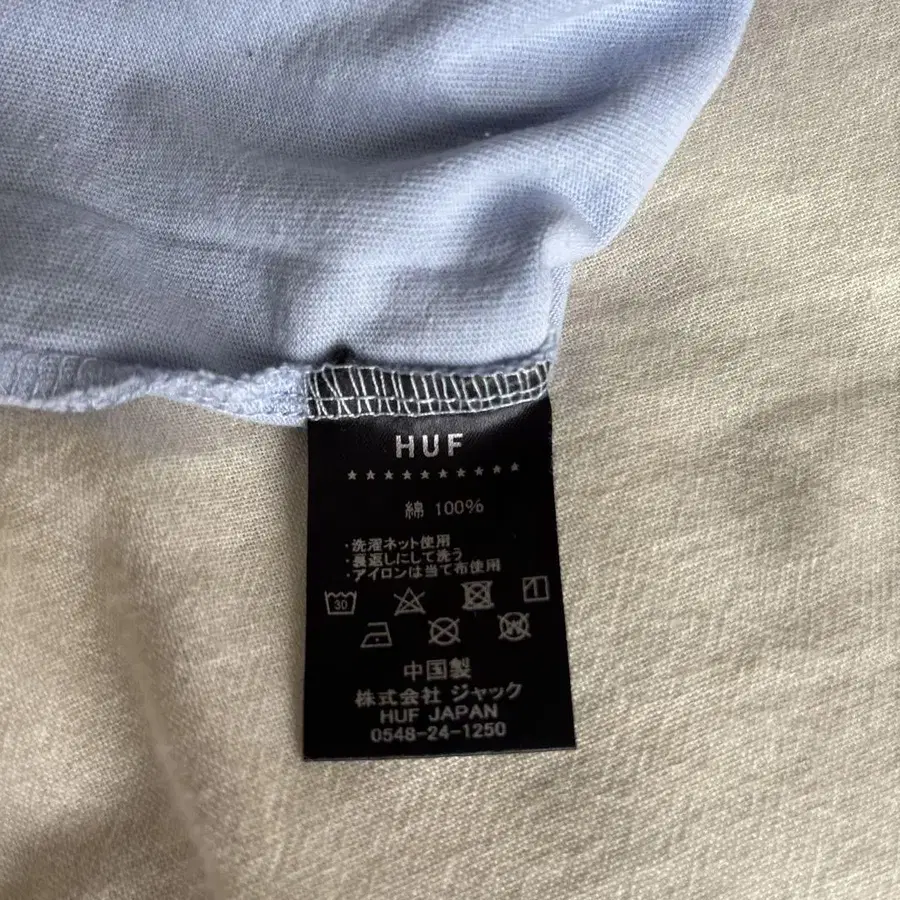 HUF
★★★★★★★★★★
綿 100%
・洗濯ネット使用
・裏返しにして洗う
・アイロンは当て布使用
30
中国製
株式会社 ジャック
HUF JAPAN
0548-24-1250